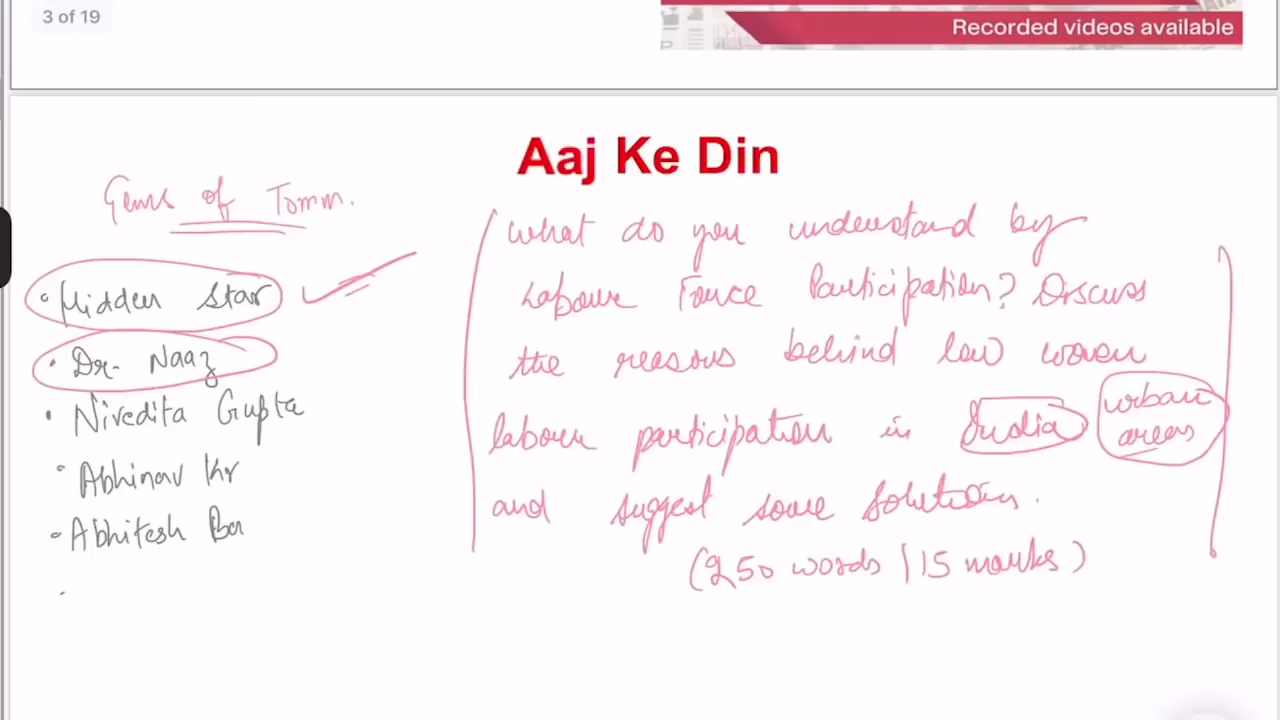 3 of 19
Recorded videos available
Aaj Ke Din
Gems of Tomm.
• Hidden Star
• Dr. Naaz
• Nivedita Gupta
• Abhinav Kr
• Abhitesh
What do you understand by
Labour Force Participation? Discuss
the reasons behind low women
labour participation in India urban
areas
and suggest some solutions.
(250 words | 15 marks)